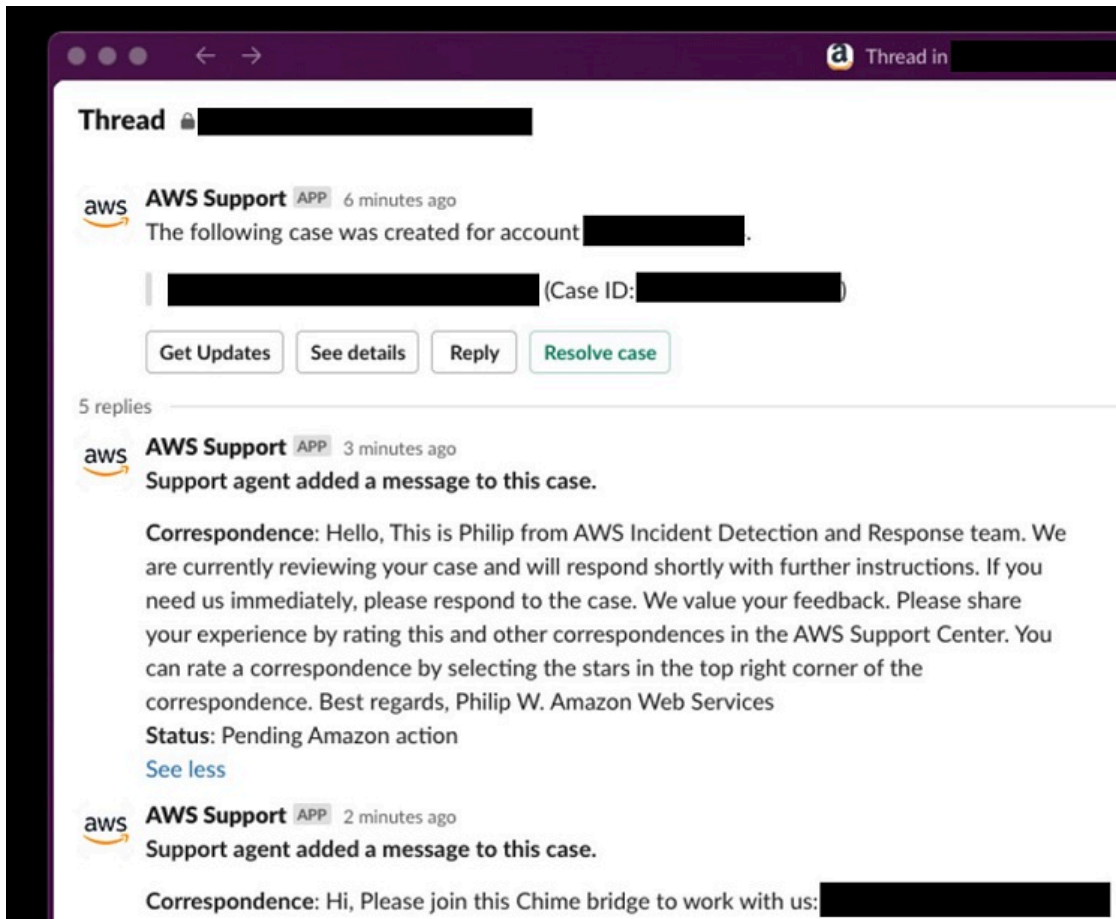 Thread in
Thread
aws
AWS Support APP 6 minutes ago
The following case was created for account .
(Case ID: )
Get Updates See details Reply Resolve case
5 replies
aws
AWS Support APP 3 minutes ago
Support agent added a message to this case.
Correspondence: Hello, This is Philip from AWS Incident Detection and Response team. We
are currently reviewing your case and will respond shortly with further instructions. If you
need us immediately, please respond to the case. We value your feedback. Please share
your experience by rating this and other correspondences in the AWS Support Center. You
can rate a correspondence by selecting the stars in the top right corner of the
correspondence. Best regards, Philip W. Amazon Web Services
Status: Pending Amazon action
See less
aws
AWS Support APP 2 minutes ago
Support agent added a message to this case.
Correspondence: Hi, Please join this Chime bridge to work with us: